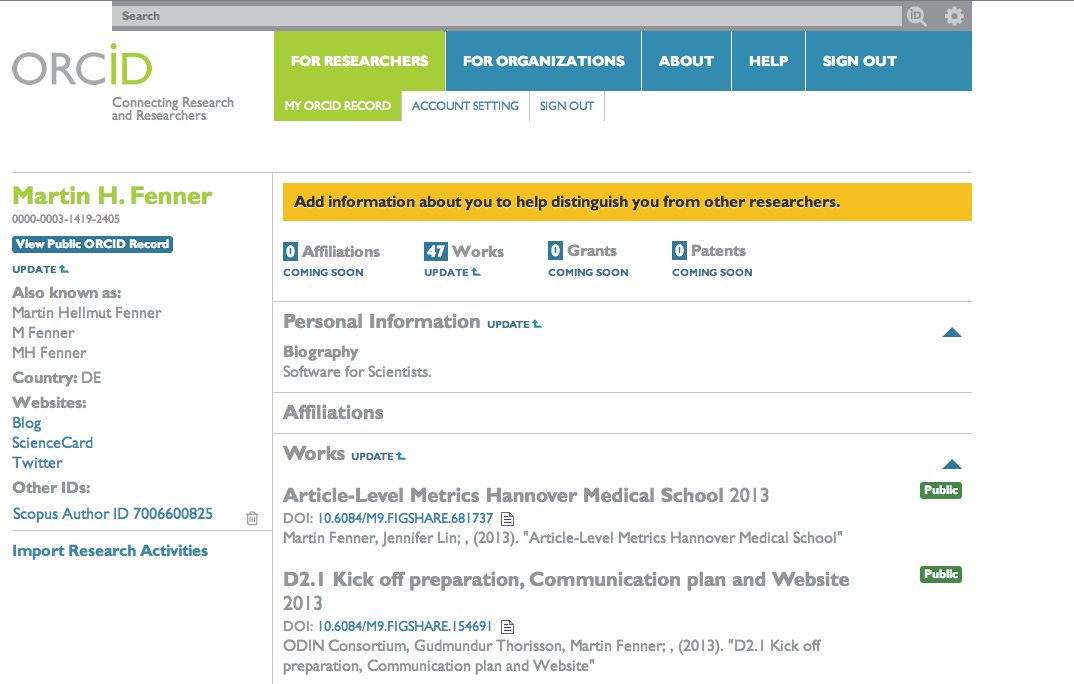 Search
iD
ORCiD
Connecting Research
and Researchers
FOR RESEARCHERS
FOR ORGANIZATIONS
ABOUT
HELP
SIGN OUT
MY ORCID RECORD
ACCOUNT SETTING
SIGN OUT
Martin H. Fenner
0000-0003-1419-2405
View Public ORCID Record
UPDATE
Also known as:
Martin Hellmut Fenner
M Fenner
MH Fenner
Country: DE
Websites:
Blog
ScienceCard
Twitter
Other IDs:
Scopus Author ID 7006600825
Import Research Activities
Add information about you to help distinguish you from other researchers.
0 Affiliations
COMING SOON
47 Works
UPDATE
0 Grants
COMING SOON
0 Patents
COMING SOON
Personal Information UPDATE
Biography
Software for Scientists.
Affiliations
Works UPDATE
Article-Level Metrics Hannover Medical School 2013
Public
DOI: 10.6084/M9.FIGSHARE.681737
Martin Fenner, Jennifer Lin; , (2013). "Article-Level Metrics Hannover Medical School"
D2.1 Kick off preparation, Communication plan and Website
2013
Public
DOI: 10.6084/M9.FIGSHARE.154691
ODIN Consortium, Gudmundur Thorisson, Martin Fenner; , (2013). "D2.1 Kick off
preparation, Communication plan and Website"